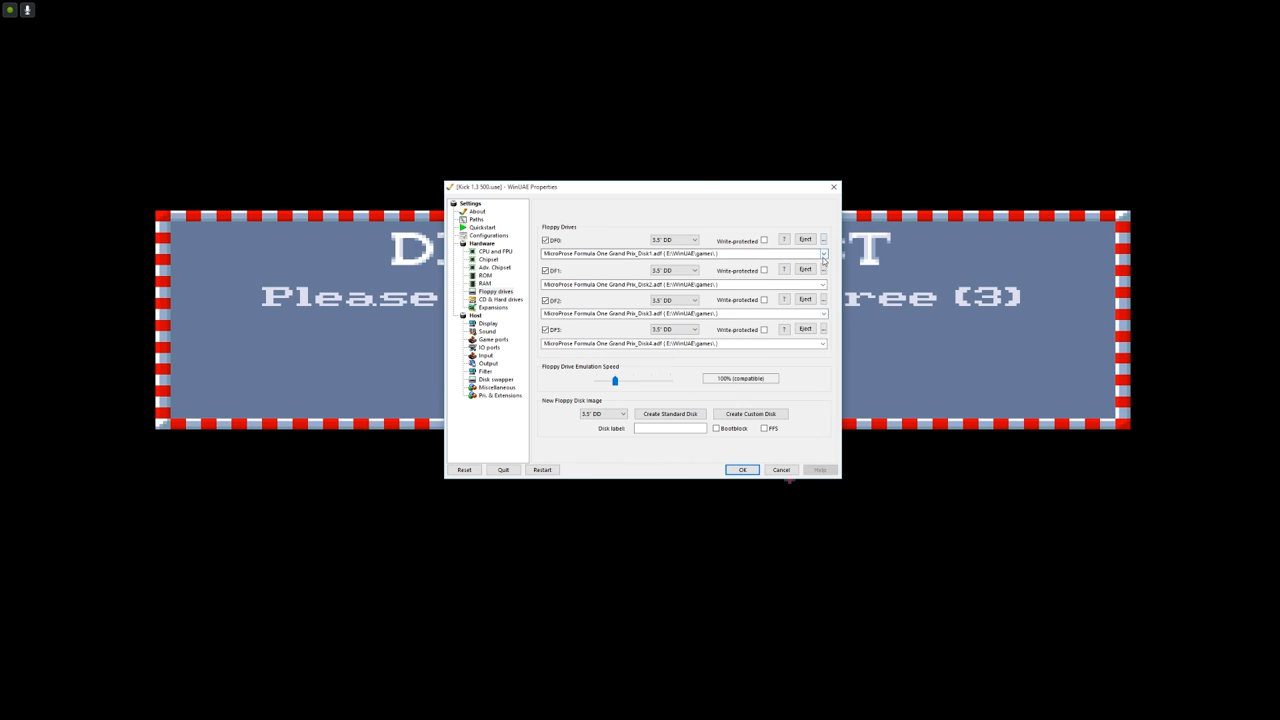 [Kick 1.3 500.uae] - WinUAE Properties
Settings
About
Paths
Quickstart
Configurations
Hardware
CPU and FPU
Chipset
Adv. Chipset
ROM
RAM
Floppy drives
CD & Hard drives
Expansions
Host
Display
Sound
Game ports
IO ports
Input
Output
Filter
Disk swapper
Miscellaneous
Pri. & Extensions
Floppy Drives
DF0: 3.5" DD Write-protected ? Eject ...
MicroProse Formula One Grand Prix_Disk1.adf ( E:\WinUAE\games\ )
DF1: 3.5" DD Write-protected ? Eject ...
MicroProse Formula One Grand Prix_Disk2.adf ( E:\WinUAE\games\ )
DF2: 3.5" DD Write-protected ? Eject ...
MicroProse Formula One Grand Prix_Disk3.adf ( E:\WinUAE\games\ )
DF3: 3.5" DD Write-protected ? Eject ...
MicroProse Formula One Grand Prix_Disk4.adf ( E:\WinUAE\games\ )
Floppy Drive Emulation Speed
100% (compatible)
New Floppy Disk Image
3.5" DD Create Standard Disk Create Custom Disk
Disk label: Bootblock FFS
Reset Quit Restart OK Cancel Help
D ST
Please ree (3)